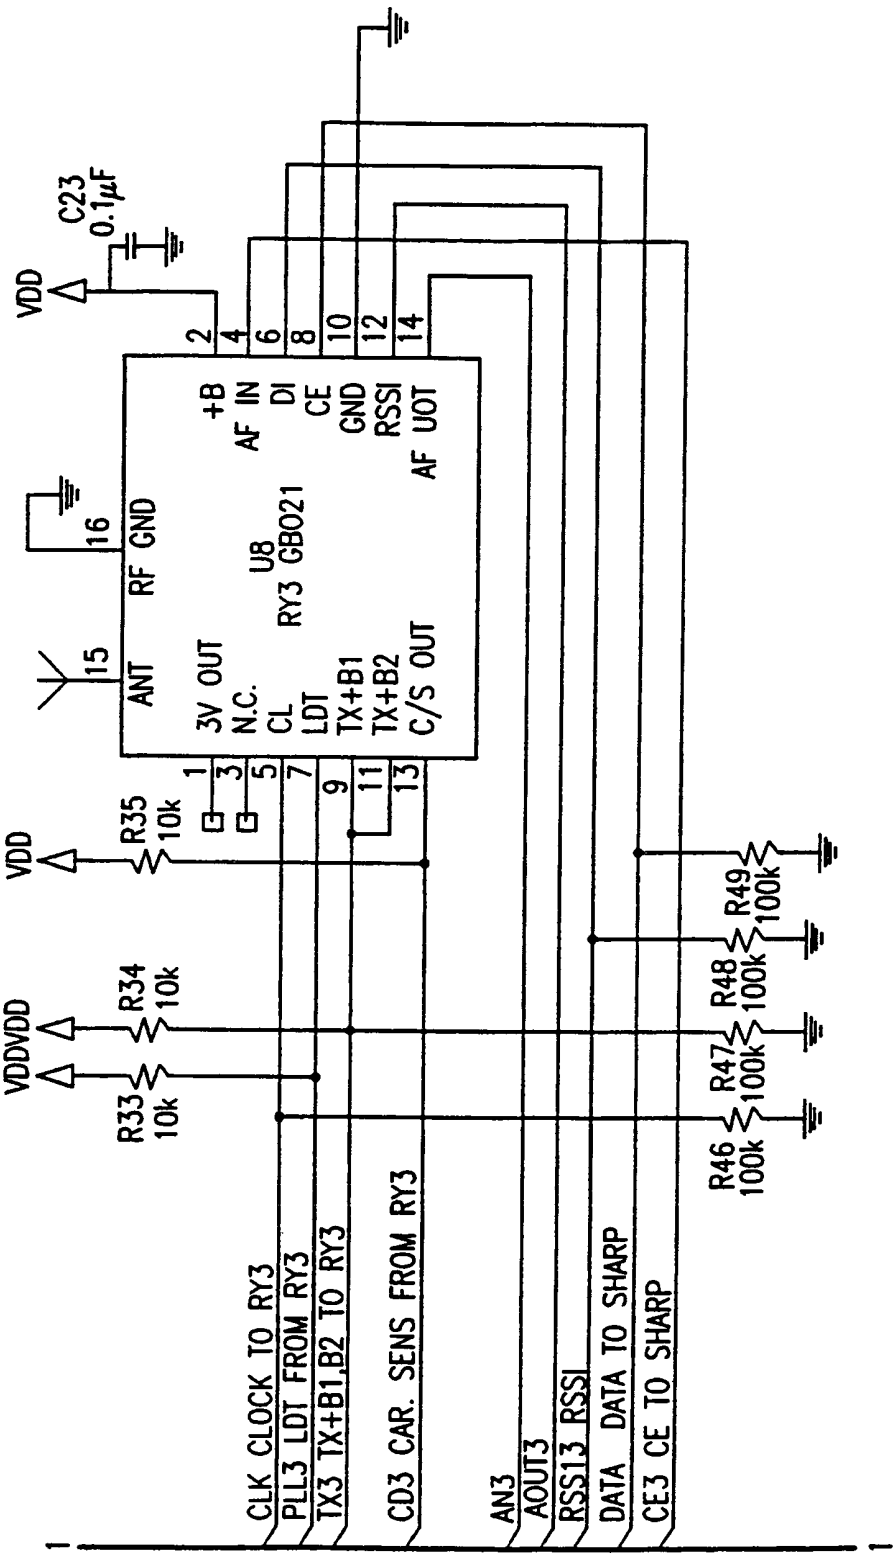 VDD
C23
0.1μF
16
RF GND
15
ANT
2
4
6
8
10
12
14
+B
AF IN
DI
CE
GND
RSSI
AF UOT
U8
RY3 GB021
3V OUT
N.C.
CL
LDT
TX+B1
TX+B2
C/S OUT
1
3
5
7
9
11
13
VDD
R35
10k
VDDVDD
R34
10k
R33
10k
R49
100k
R48
100k
R47
100k
R46
100k
CLK CLOCK TO RY3
PLL3 LDT FROM RY3
TX3 TX+B1,B2 TO RY3
CD3 CAR. SENS FROM RY3
AN3
AOUT3
RSS13 RSSI
DATA DATA TO SHARP
CE3 CE TO SHARP
1
1